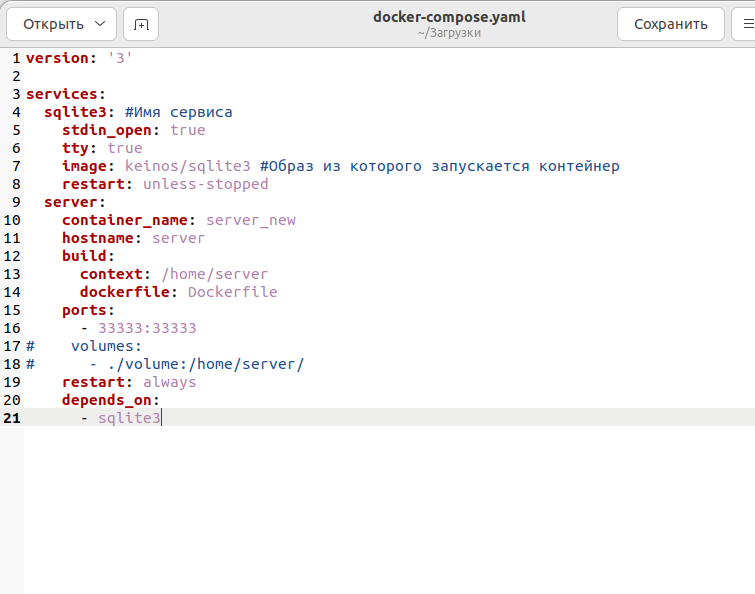 Открыть
docker-compose.yaml
~/Загрузки
Сохранить
1 version: '3'
2
3 services:
4   sqlite3: #Имя сервиса
5     stdin_open: true
6     tty: true
7     image: keinos/sqlite3 #Образ из которого запускается контейнер
8     restart: unless-stopped
9   server:
10     container_name: server_new
11     hostname: server
12     build:
13       context: /home/server
14       dockerfile: Dockerfile
15     ports:
16       - 33333:33333
17 #    volumes:
18 #      - ./volume:/home/server/
19     restart: always
20     depends_on:
21       - sqlite3